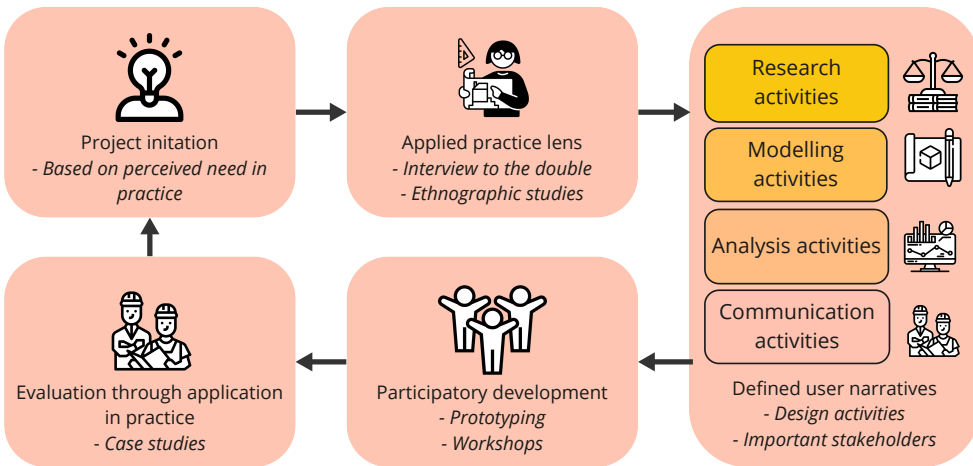 Project initation
- Based on perceived need in
practice
Applied practice lens
- Interview to the double
- Ethnographic studies
Research
activities
Modelling
activities
Analysis activities
Communication
activities
Defined user narratives
- Design activities
- Important stakeholders
Participatory development
- Prototyping
- Workshops
Evaluation through application
in practice
- Case studies